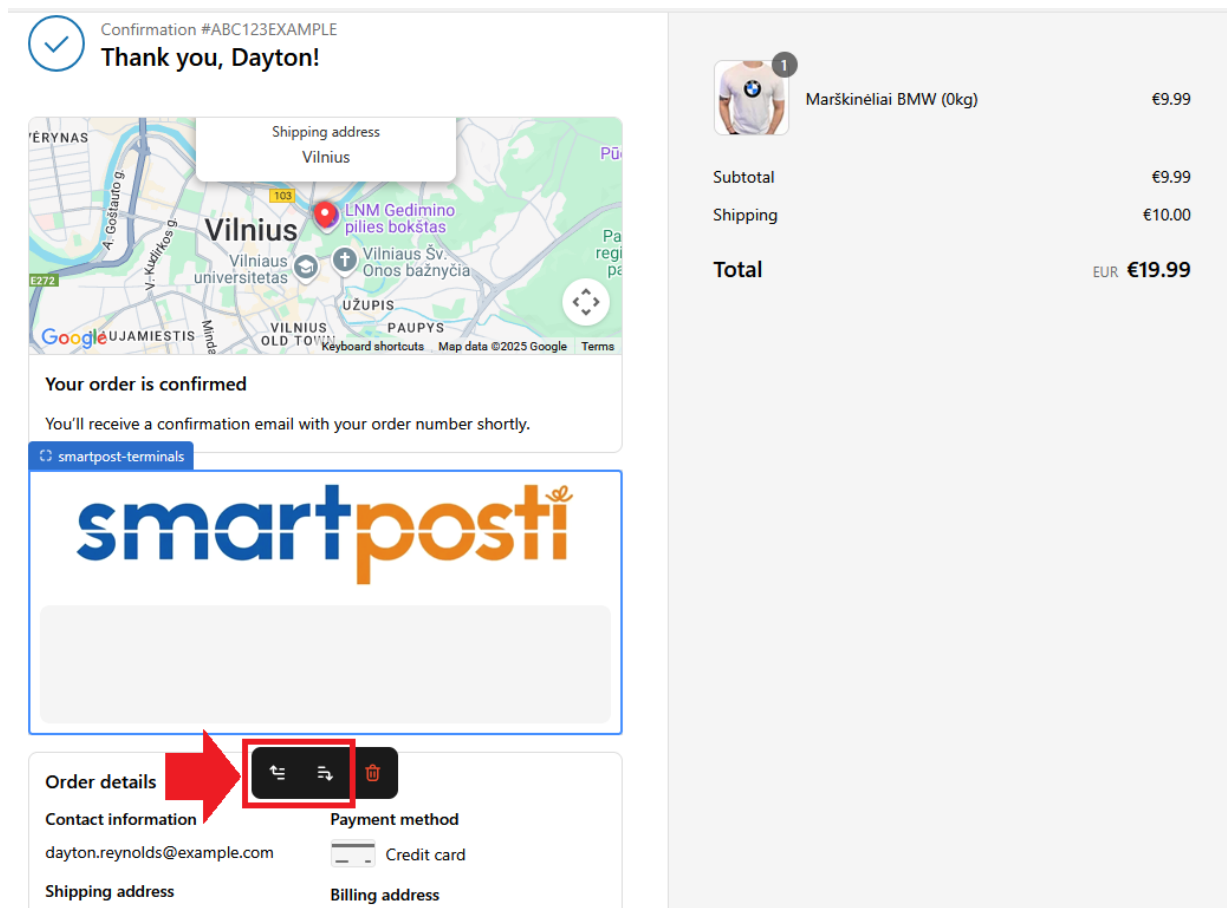 Confirmation #ABC123EXAMPLE
Thank you, Dayton!
Shipping address
Vilnius
103
LNM Gedimino
pilies bokštas
Vilnius
A. Goštauto g.
V. Kudirkos g.
Vilniaus
universitetas
Vilniaus Šv.
Onos bažnyčia
E272
UŽUPIS
VILNIUS
OLD TOWN
PAUPYS
Google
Keyboard shortcuts
Map data ©2025 Google
Terms
Your order is confirmed
You'll receive a confirmation email with your order number shortly.
smartpost-terminals
smartposti
Order details
Contact information
dayton.reynolds@example.com
Shipping address
Payment method
Credit card
Billing address
1
Marškinėliai BMW (0kg) €9.99
Subtotal €9.99
Shipping €10.00
Total EUR €19.99